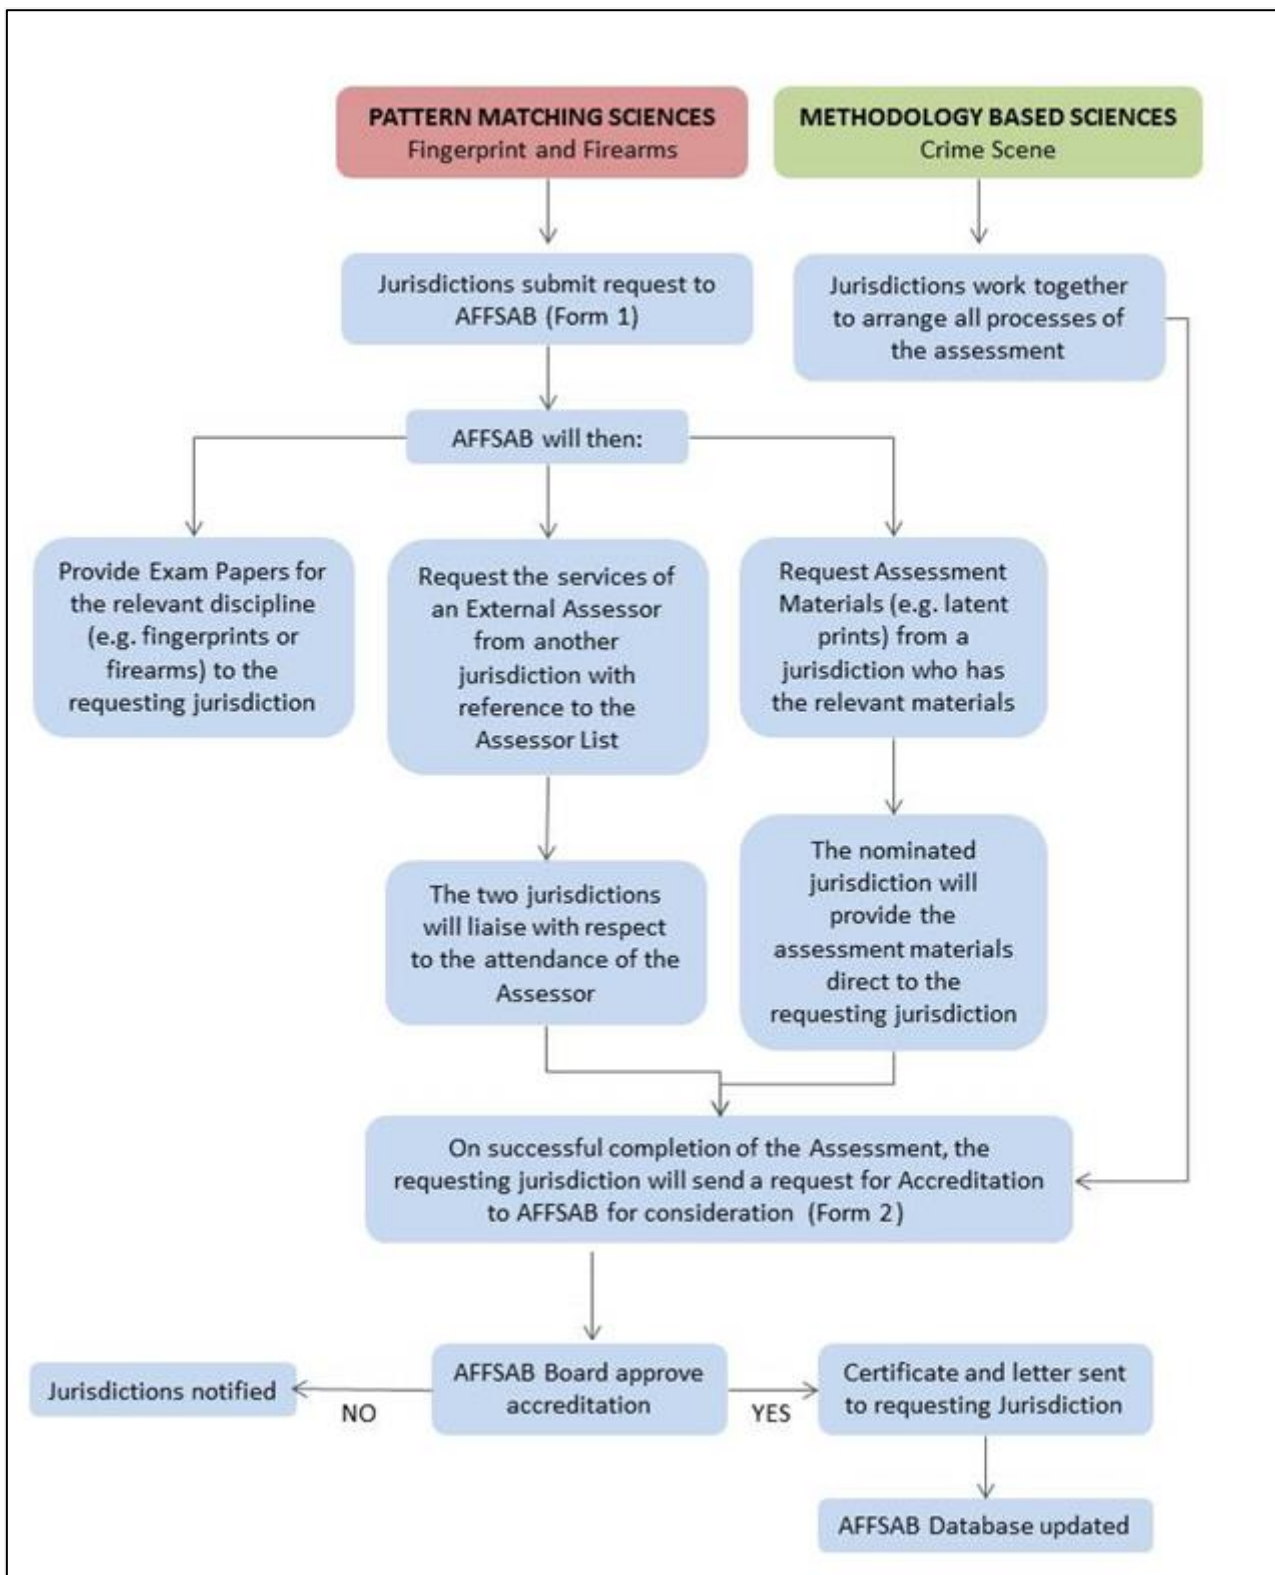 PATTERN MATCHING SCIENCES
Fingerprint and Firearms
METHODOLOGY BASED SCIENCES
Crime Scene
Jurisdictions submit request to
AFFSAB (Form 1)
Jurisdictions work together
to arrange all processes of
the assessment
AFFSAB will then:
Provide Exam Papers for
the relevant discipline
(e.g. fingerprints or
firearms) to the
requesting jurisdiction
Request the services of
an External Assessor
from another
jurisdiction with
reference to the
Assessor List
Request Assessment
Materials (e.g. latent
prints) from a
jurisdiction who has
the relevant materials
The two jurisdictions
will liaise with respect
to the attendance of the
Assessor
The nominated
jurisdiction will
provide the
assessment materials
direct to the
requesting jurisdiction
On successful completion of the Assessment, the
requesting jurisdiction will send a request for Accreditation
to AFFSAB for consideration (Form 2)
Jurisdictions notified
NO
AFFSAB Board approve
accreditation
YES
Certificate and letter sent
to requesting Jurisdiction
AFFSAB Database updated